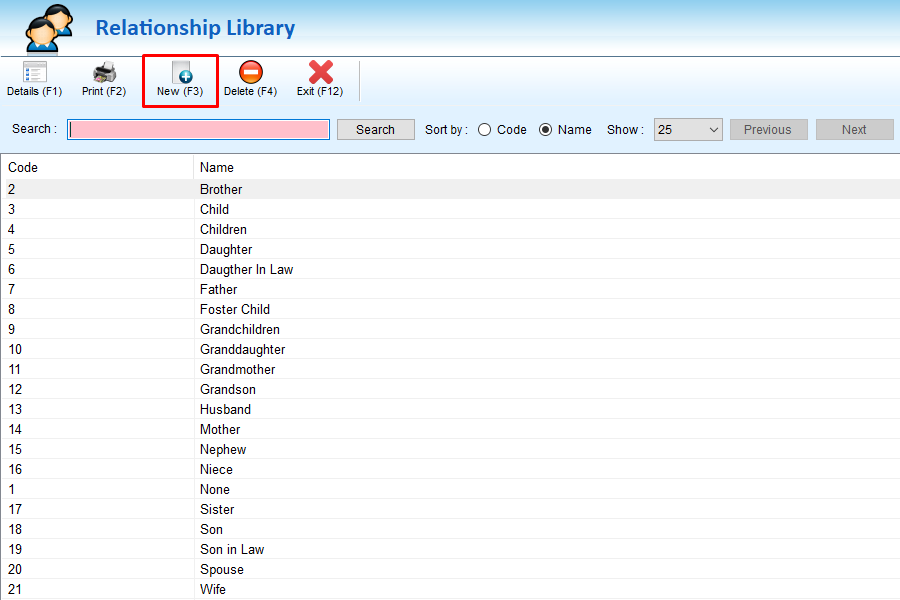 Relationship Library
Details (F1) Print (F2) New (F3) Delete (F4) Exit (F12)
Search : Search Sort by : Code Name Show : 25 Previous Next
Code Name
2 Brother
3 Child
4 Children
5 Daughter
6 Daugther In Law
7 Father
8 Foster Child
9 Grandchildren
10 Granddaughter
11 Grandmother
12 Grandson
13 Husband
14 Mother
15 Nephew
16 Niece
1 None
17 Sister
18 Son
19 Son in Law
20 Spouse
21 Wife